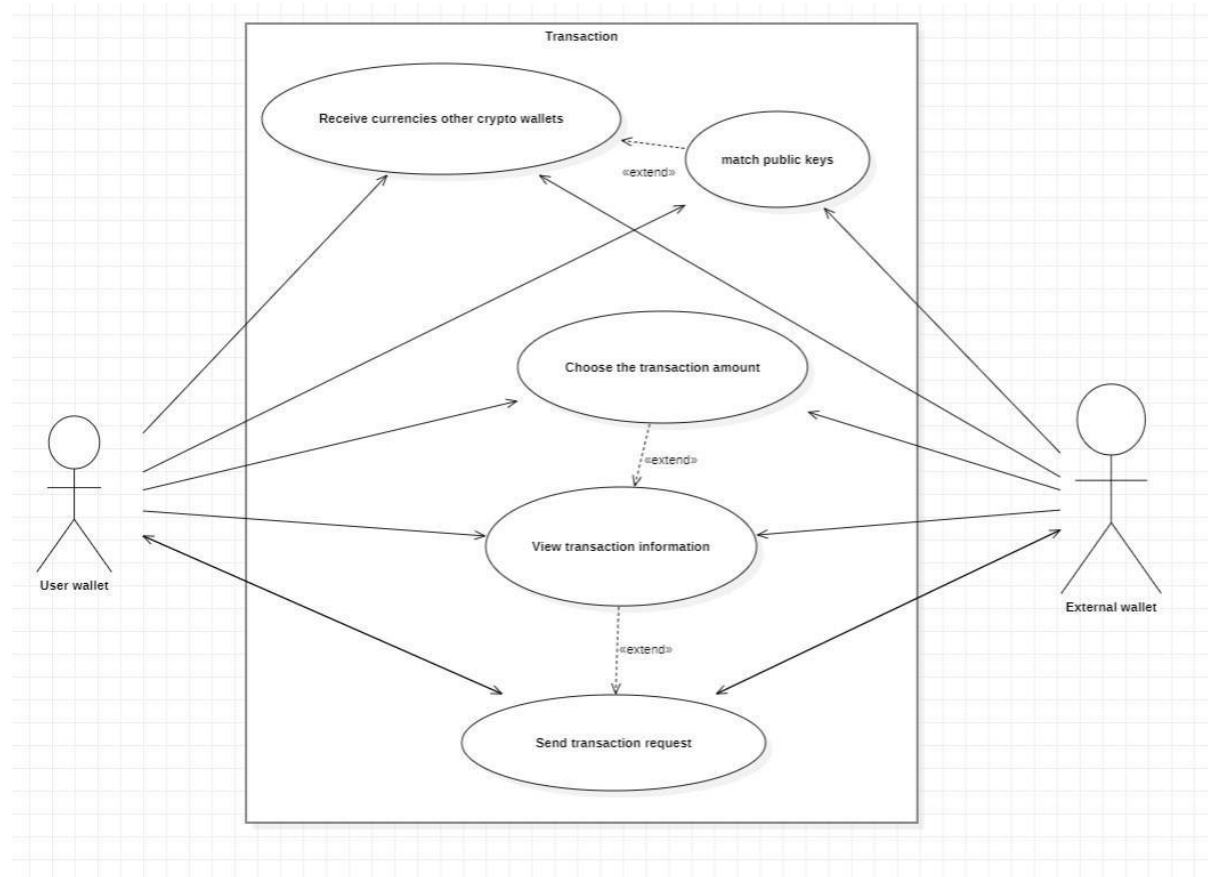 Transaction
Receive currencies other crypto wallets
match public keys
«extend»
Choose the transaction amount
«extend»
View transaction information
User wallet
External wallet
«extend»
Send transaction request